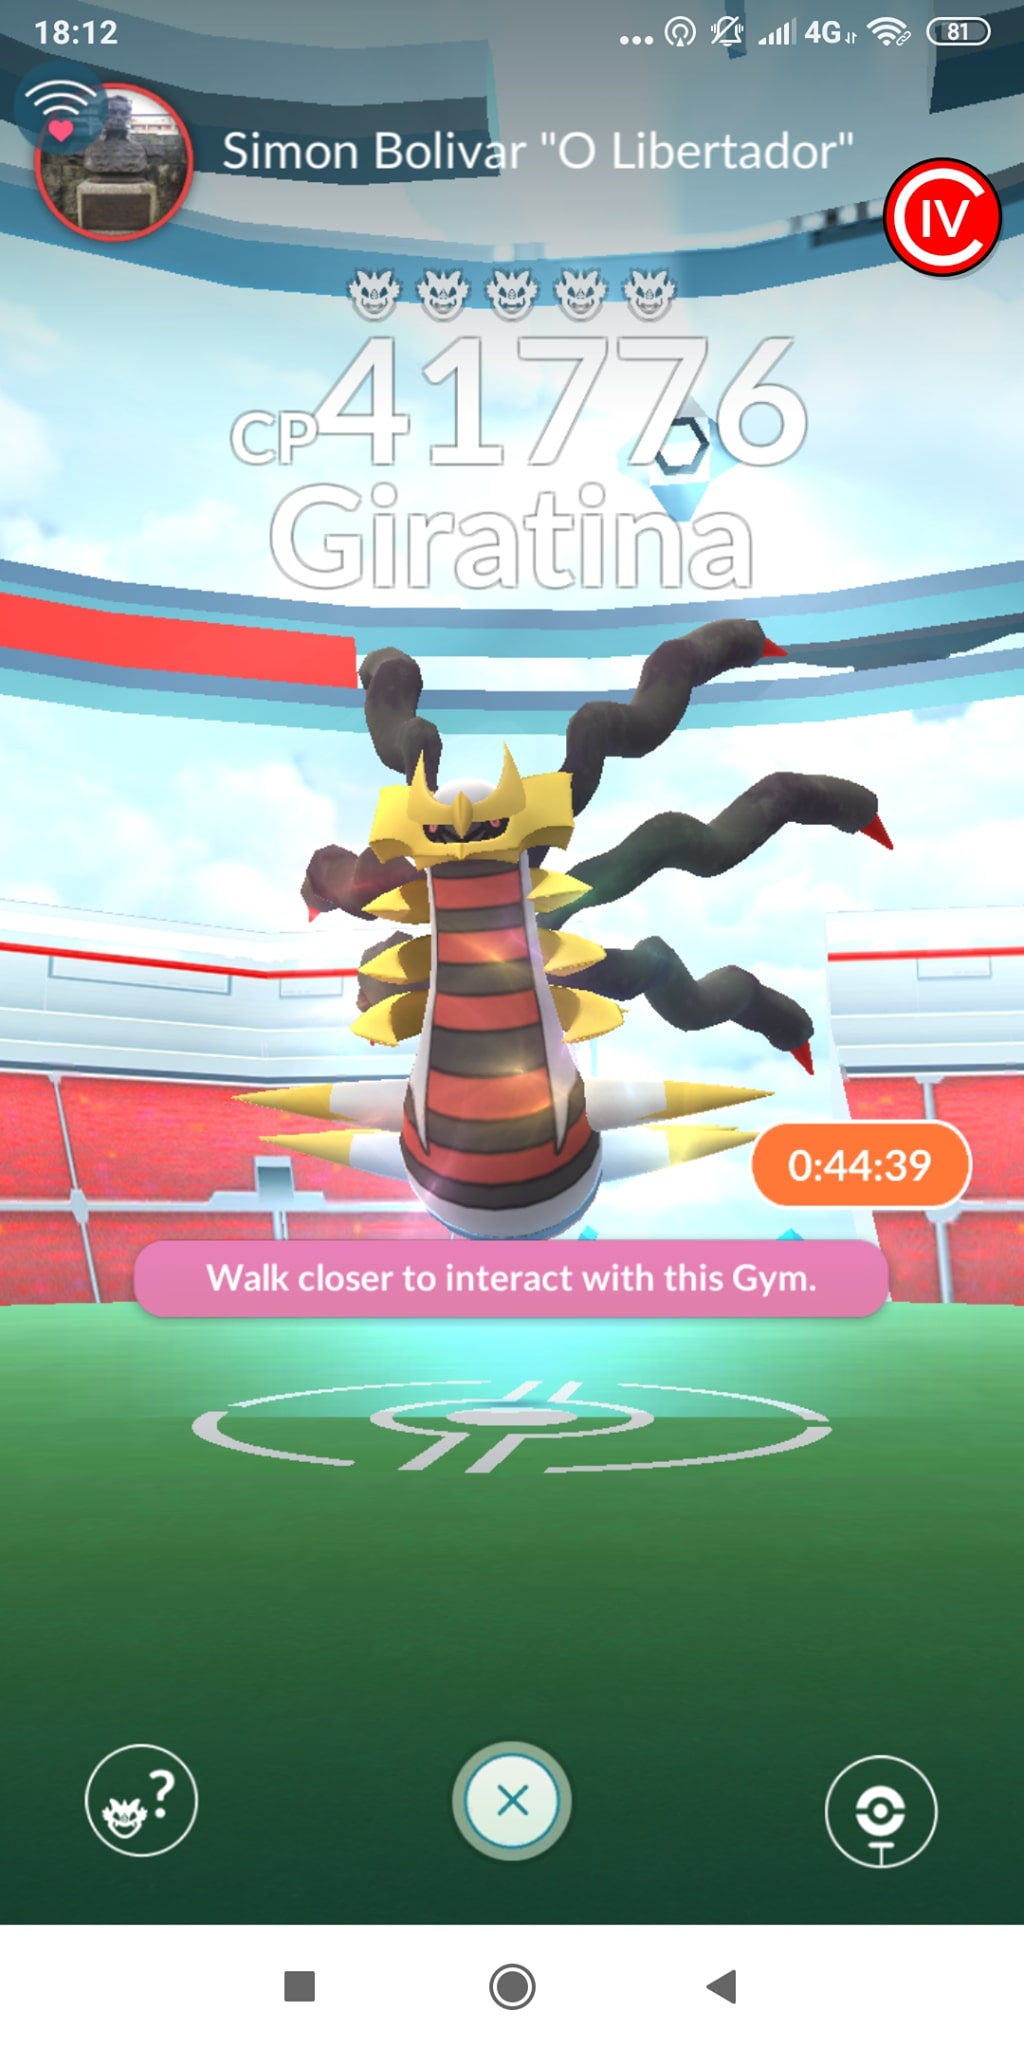 18:12
4G
81
Simon Bolivar "O Libertador"
IV
CP41776
Giratina
0:44:39
Walk closer to interact with this Gym.
?